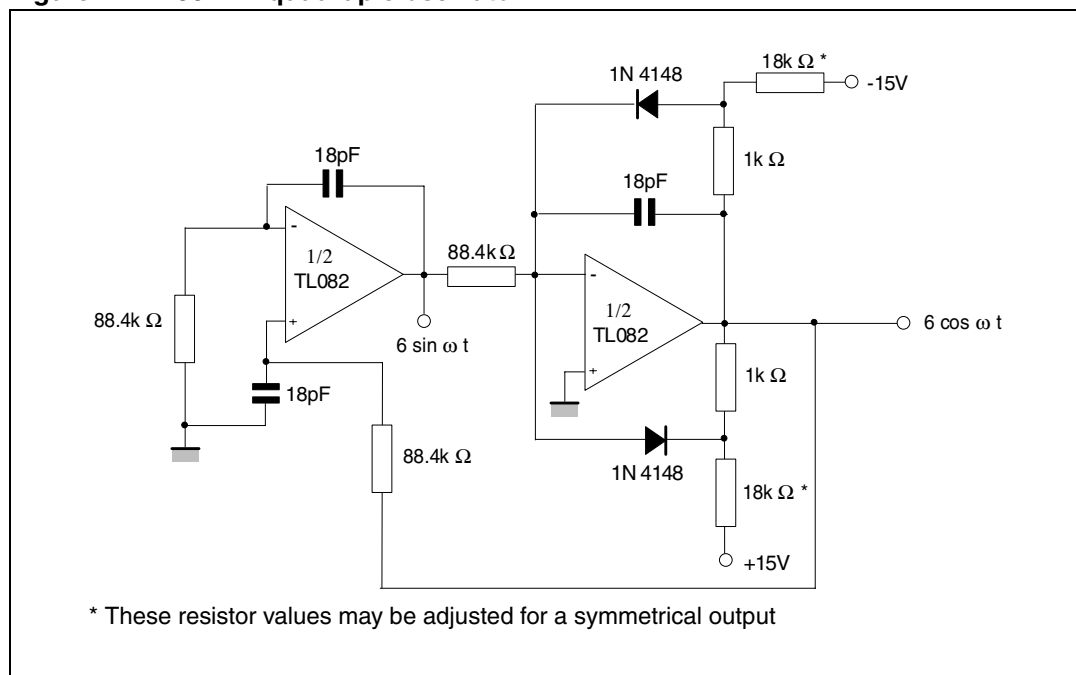 1N 4148
18k Ω *
-15V
1k Ω
18pF
18pF
-
1/2
TL082
+
88.4k Ω
88.4k Ω
6 sin ω t
18pF
88.4k Ω
-
1/2
TL082
+
6 cos ω t
1k Ω
1N 4148
18k Ω *
+15V
* These resistor values may be adjusted for a symmetrical output